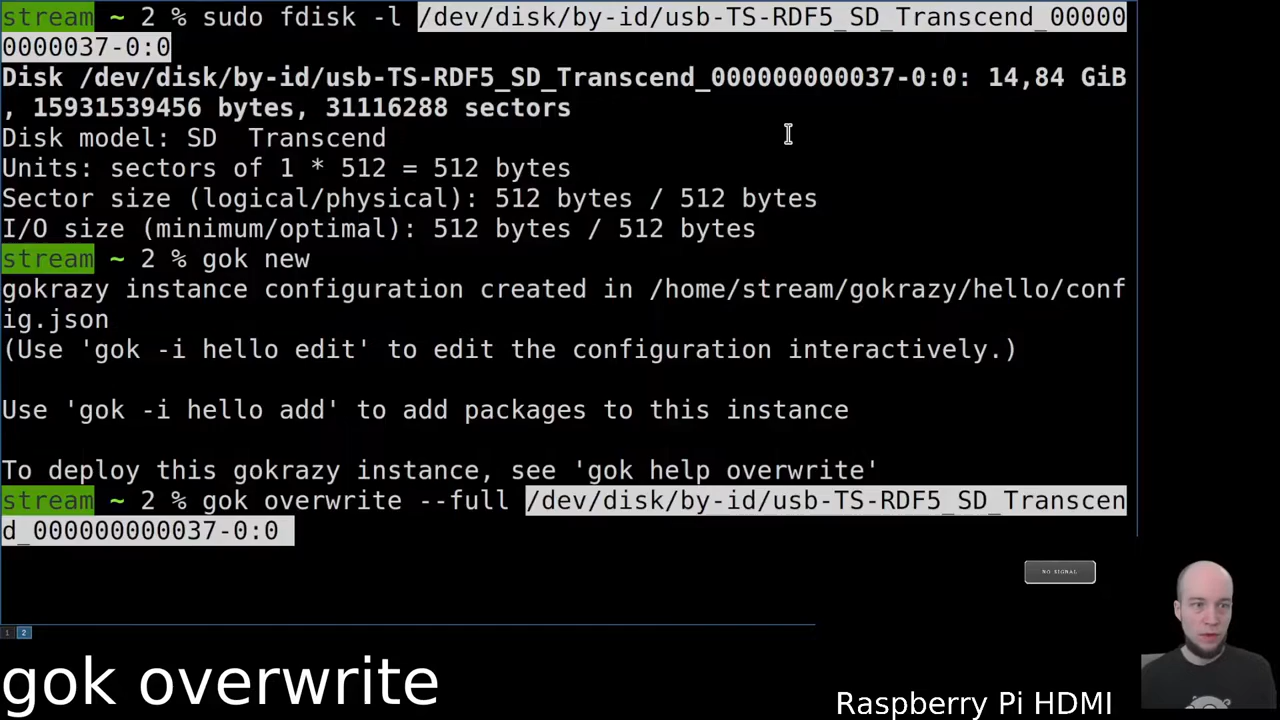 stream ~ 2 % sudo fdisk -l /dev/disk/by-id/usb-TS-RDF5_SD_Transcend_00000
0000037-0:0
Disk /dev/disk/by-id/usb-TS-RDF5_SD_Transcend_000000000037-0:0: 14,84 GiB
, 15931539456 bytes, 31116288 sectors
Disk model: SD  Transcend
Units: sectors of 1 * 512 = 512 bytes
Sector size (logical/physical): 512 bytes / 512 bytes
I/O size (minimum/optimal): 512 bytes / 512 bytes
stream ~ 2 % gok new
gokrazy instance configuration created in /home/stream/gokrazy/hello/conf
ig.json
(Use 'gok -i hello edit' to edit the configuration interactively.)
Use 'gok -i hello add' to add packages to this instance
To deploy this gokrazy instance, see 'gok help overwrite'
stream ~ 2 % gok overwrite --full /dev/disk/by-id/usb-TS-RDF5_SD_Transcen
d_000000000037-0:0
NO SIGNAL
1 2
gok overwrite
Raspberry Pi HDMI